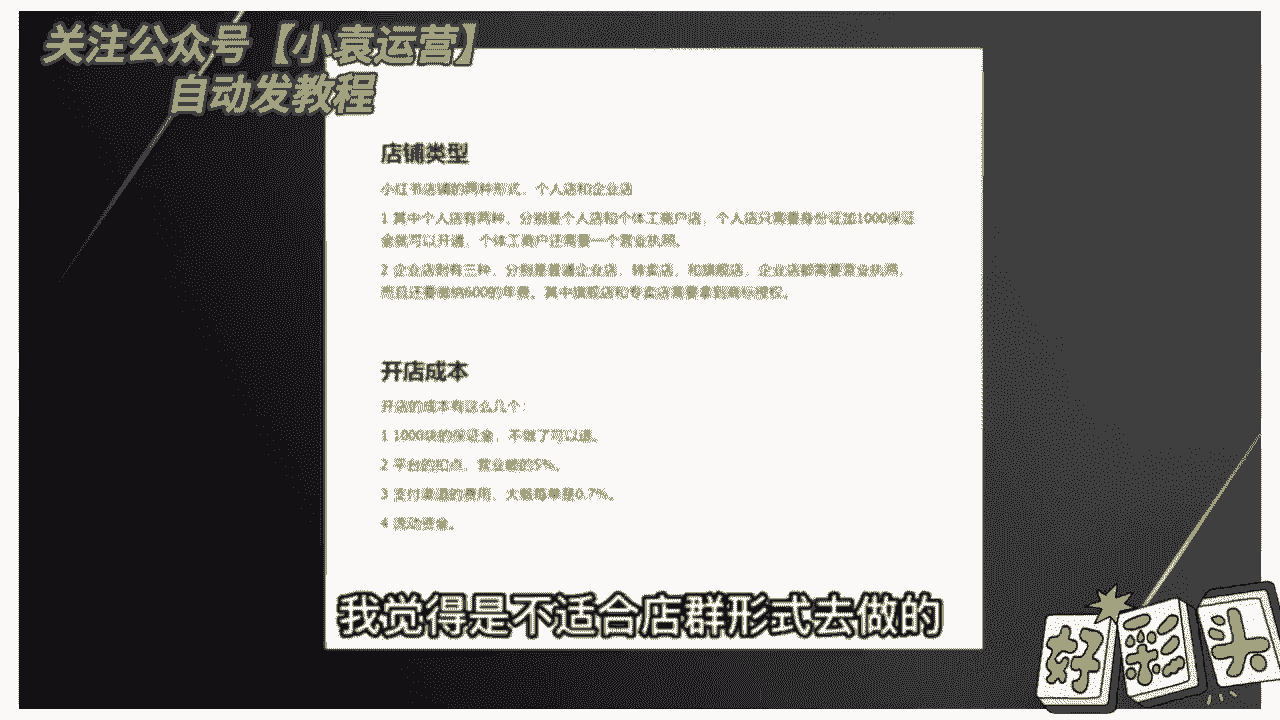 关注公众号【小袁运营】
自动发教程
店铺类型
小红书店铺的两种形式，个人店和企业店
1 其中个人店有两种，分别是个人店和个体工商户店，个人店只需要身份证加1000保证
金就可以开通，个体工商户还需要一个营业执照。
2 企业店则有三种，分别是普通企业店，转卖店，和旗舰店，企业店都需要营业执照，
而且还要缴纳600的年费。其中旗舰店和专卖店需要拿到商标授权。
开店成本
开店的成本有这么几个：
1 1000块的保证金，不做了可以退。
2 平台的扣点，营业额的5%。
3 支付渠道的费用，大概每单是0.7%。
4 流动资金。
我觉得是不适合店群形式去做的
好彩头